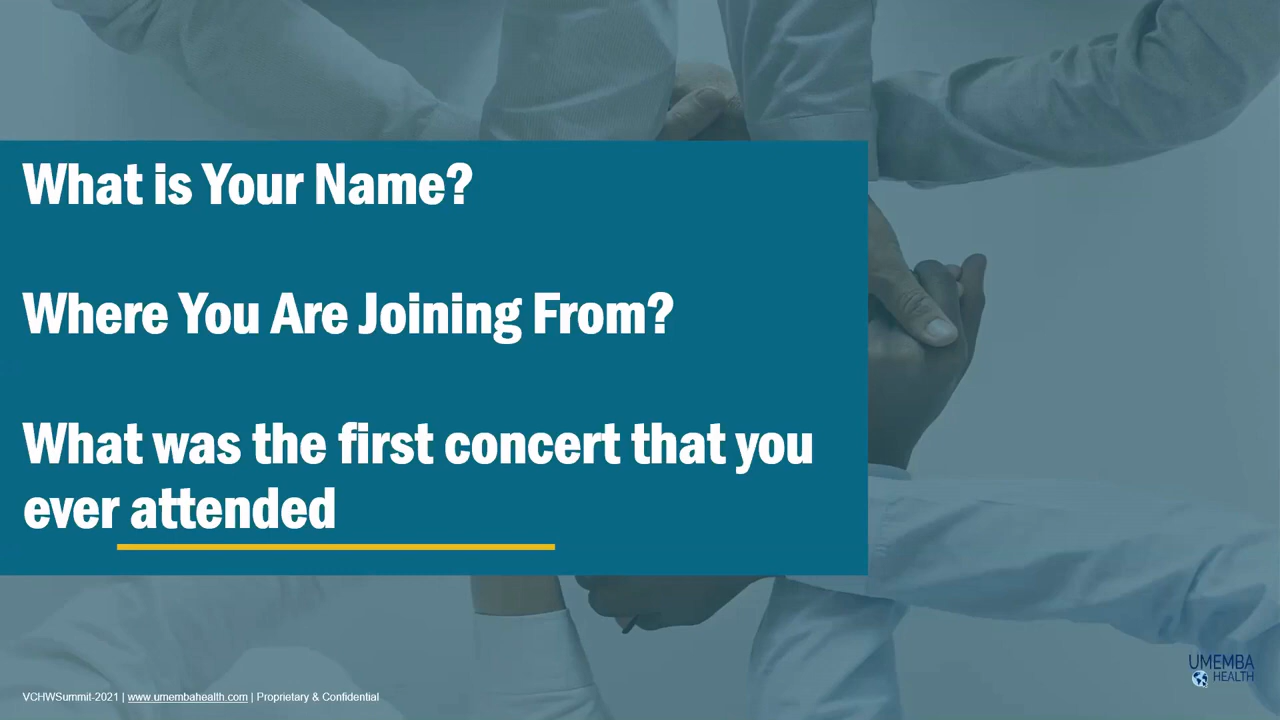 What is Your Name?
Where You Are Joining From?
What was the first concert that you
ever attended
UMEMBA
HEALTH
VCHWSummit-2021 | www.umembahealth.com | Proprietary & Confidential